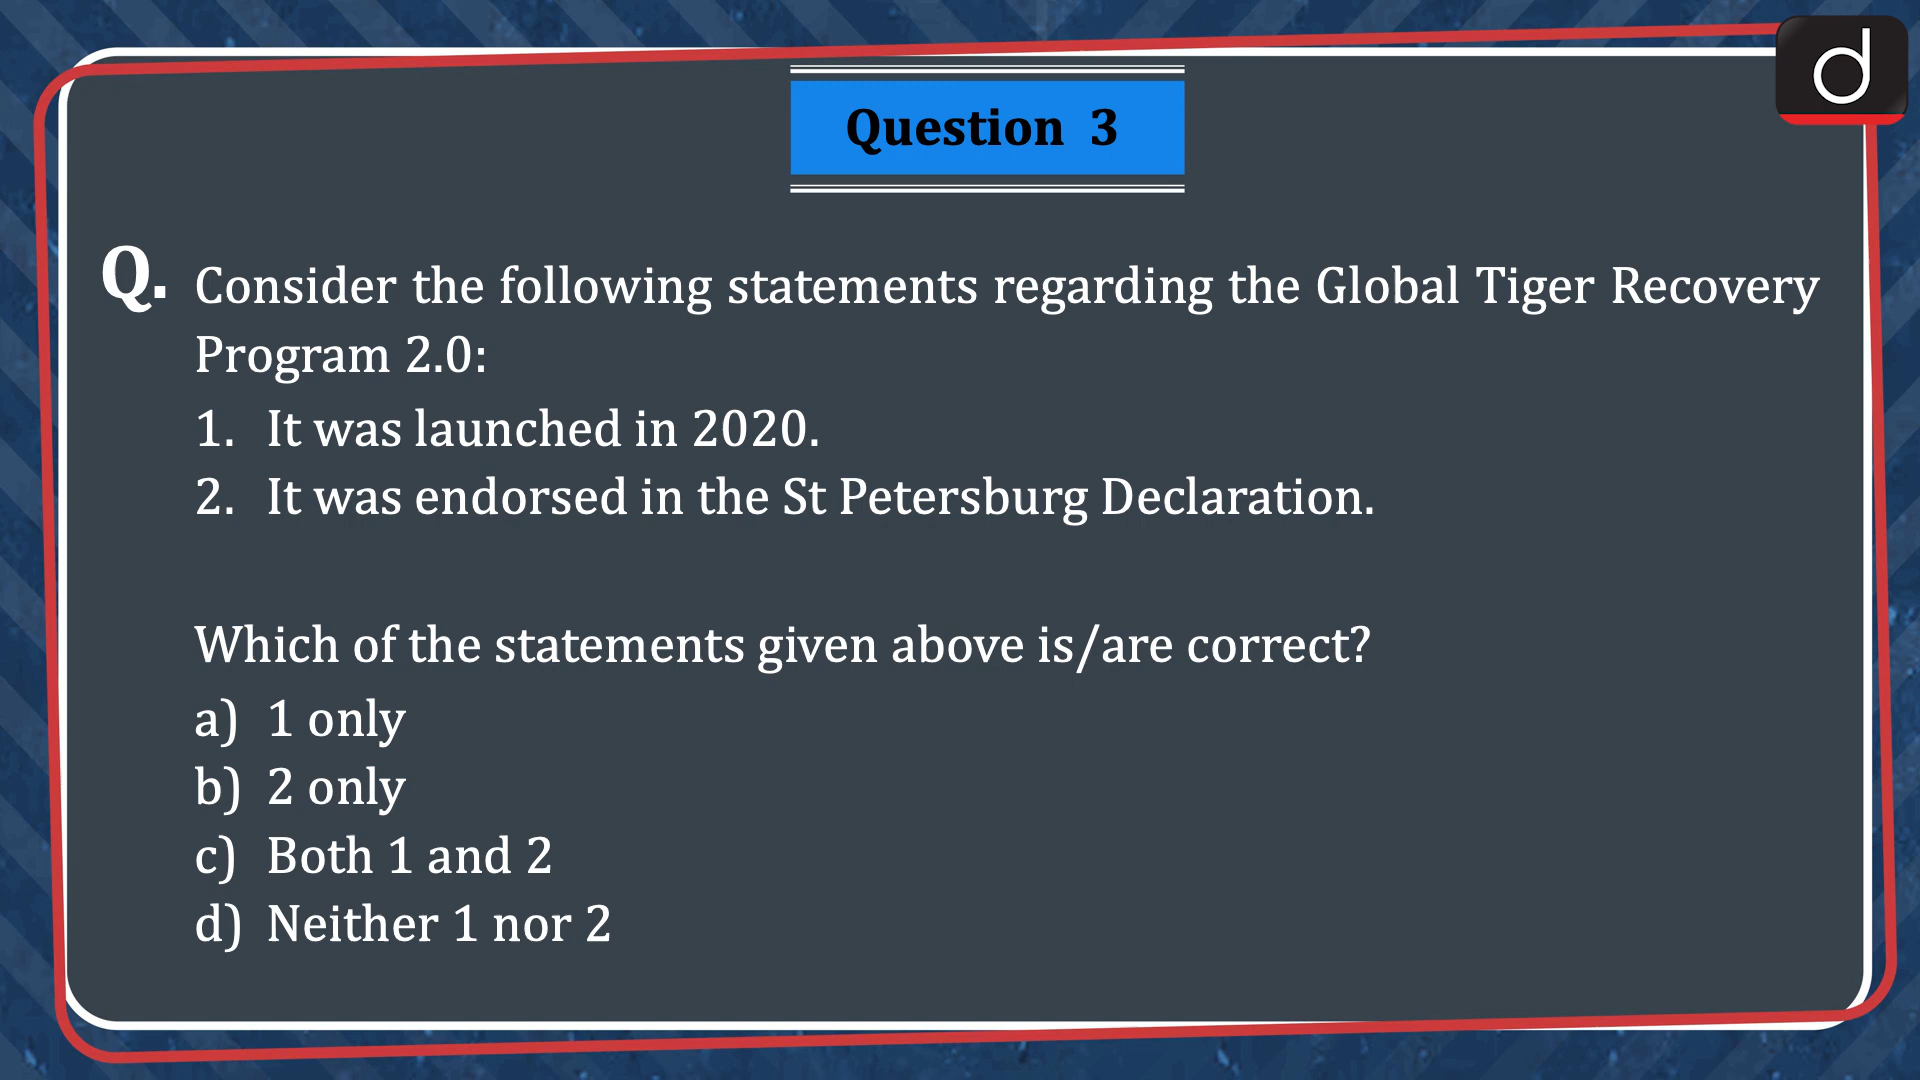 d
Question 3
Q. Consider the following statements regarding the Global Tiger Recovery
Program 2.0:
1. It was launched in 2020.
2. It was endorsed in the St Petersburg Declaration.
Which of the statements given above is/are correct?
a) 1 only
b) 2 only
c) Both 1 and 2
d) Neither 1 nor 2